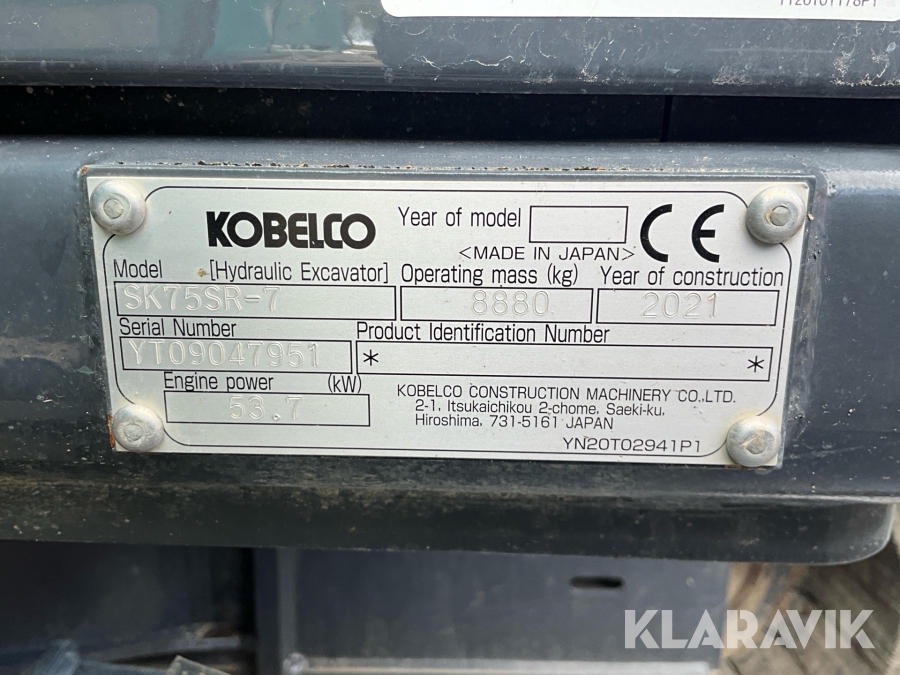 KOBELCO Year of model CE
<MADE IN JAPAN>
Model [Hydraulic Excavator] Operating mass (kg) Year of construction
SK75SR-7 8880 2021
Serial Number Product Identification Number
YT09047951 * *
Engine power (kW)
53.7
KOBELCO CONSTRUCTION MACHINERY CO.,LTD.
2-1, Itsukaichikou 2-chome, Saeki-ku,
Hiroshima, 731-5161 JAPAN
YN20T02941P1
KLARAVIK